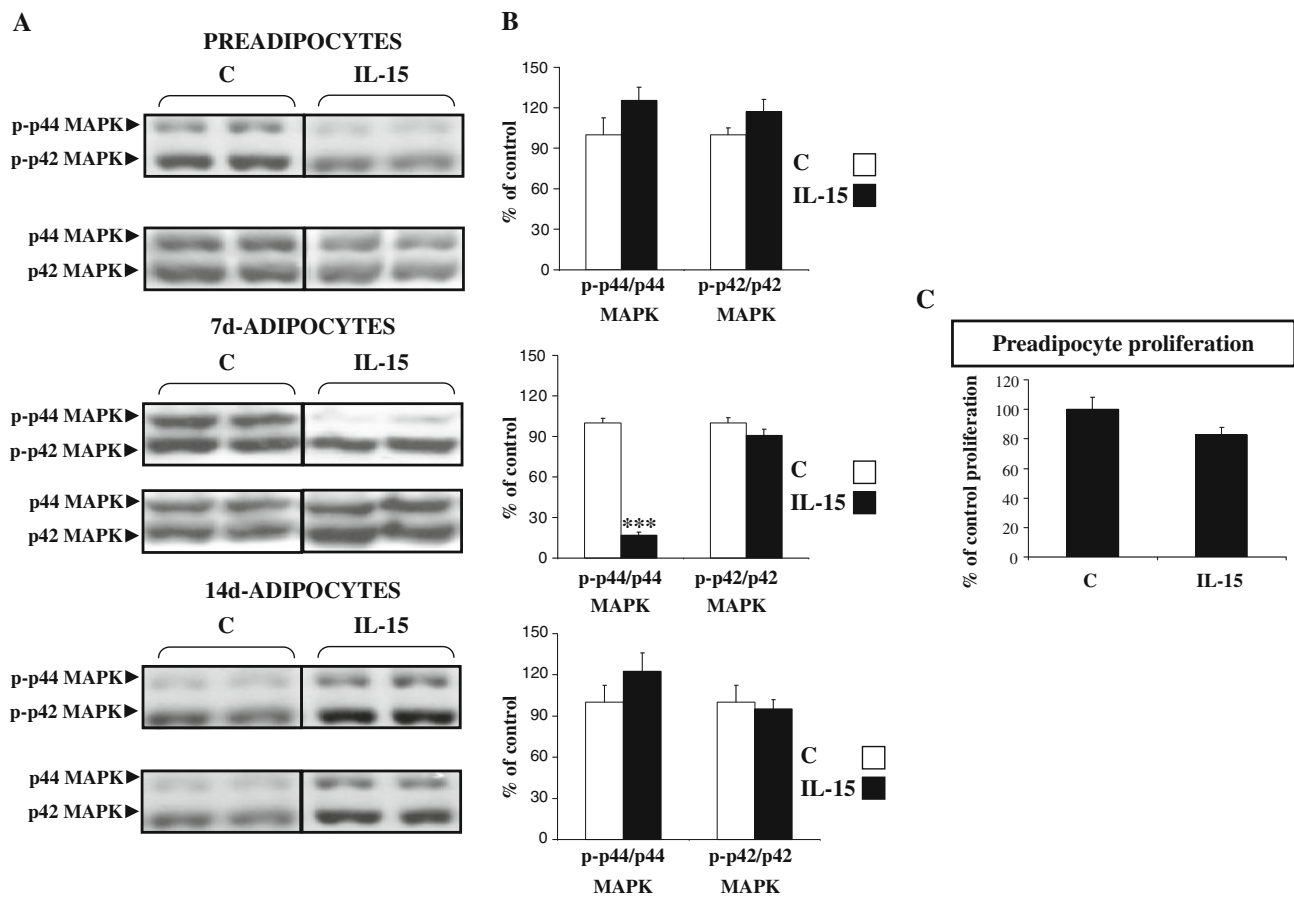 A
PREADIPOCYTES
C IL-15
p-p44 MAPK
p-p42 MAPK
p44 MAPK
p42 MAPK
7d-ADIPOCYTES
C IL-15
p-p44 MAPK
p-p42 MAPK
p44 MAPK
p42 MAPK
14d-ADIPOCYTES
C IL-15
p-p44 MAPK
p-p42 MAPK
p44 MAPK
p42 MAPK
B
% of control
150
120
90
60
30
0
p-p44/p44 p-p42/p42
MAPK MAPK
C
IL-15
% of control
150
120
90
60
30
0
***
p-p44/p44 p-p42/p42
MAPK MAPK
C
IL-15
% of control
150
120
90
60
30
0
p-p44/p44 p-p42/p42
MAPK MAPK
C
IL-15
C
Preadipocyte proliferation
% of control proliferation
120
100
80
60
40
20
0
C IL-15